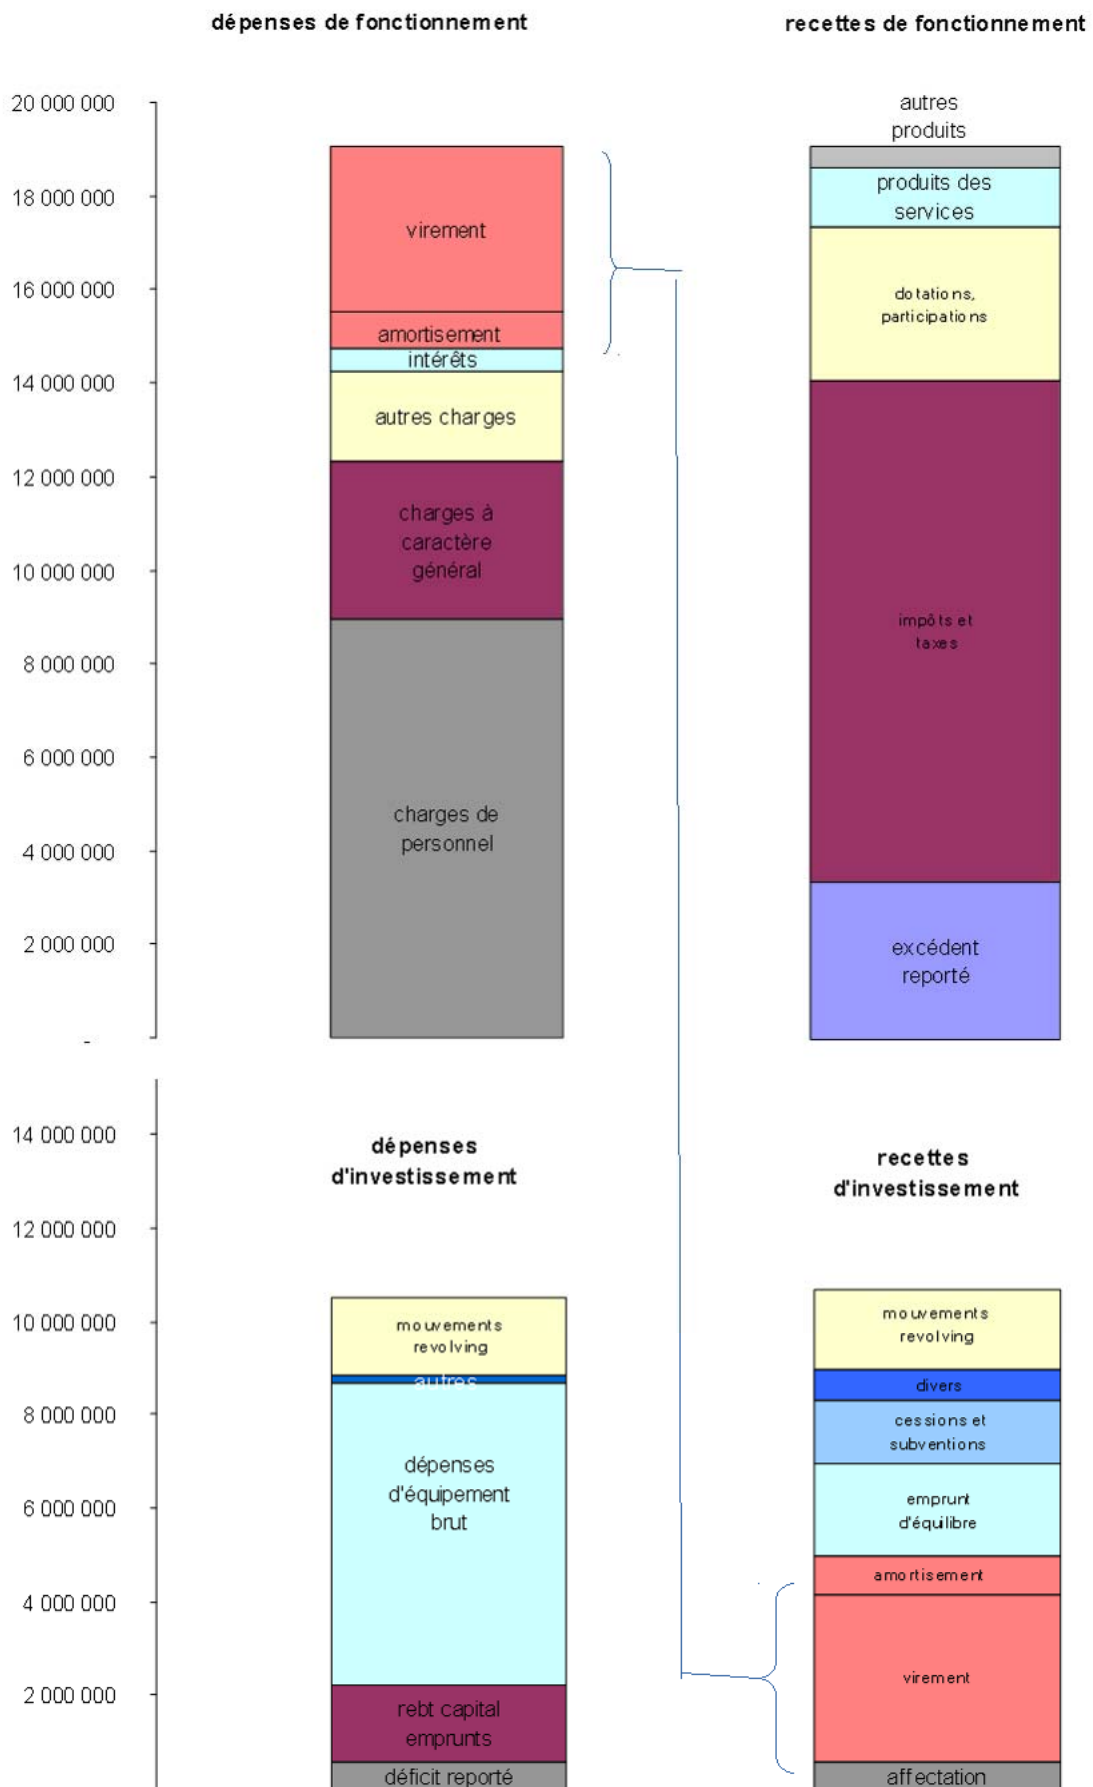 dépenses de fonctionnement
recettes de fonctionnement
20 000 000
18 000 000
16 000 000
14 000 000
12 000 000
10 000 000
8 000 000
6 000 000
4 000 000
2 000 000
-
virement
amortisement
intérêts
autres charges
charges à
caractère
général
charges de
personnel
autres
produits
produits des
services
dotations,
participations
impôts et
taxes
excédent
reporté
14 000 000
12 000 000
10 000 000
8 000 000
6 000 000
4 000 000
2 000 000
dépenses
d'investissement
mouvements
revolving
autres
dépenses
d'équipement
brut
rebt capital
emprunts
déficit reporté
recettes
d'investissement
mouvements
revolving
divers
cessions et
subventions
emprunt
d'équilibre
amortisement
virement
affectation